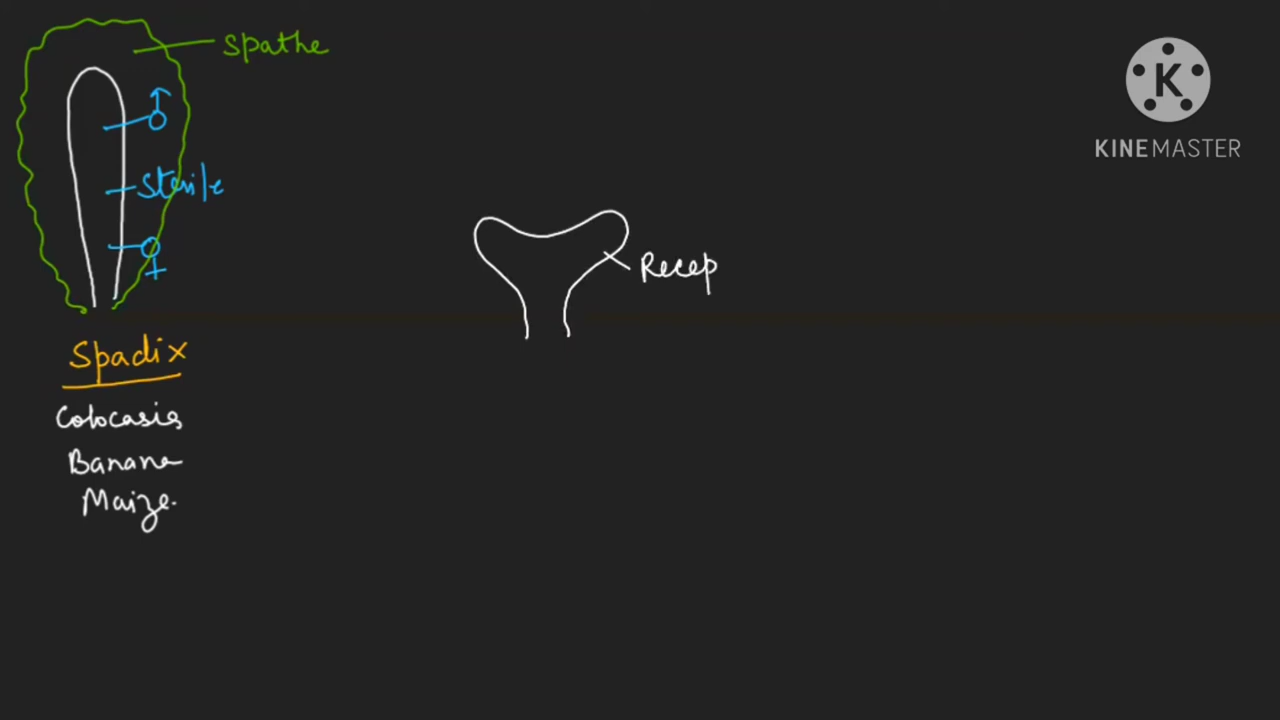 Spathe
♂
Sterile
♀
Recep
Spadix
Colocasia
Banana
Maize.
K
KINEMASTER